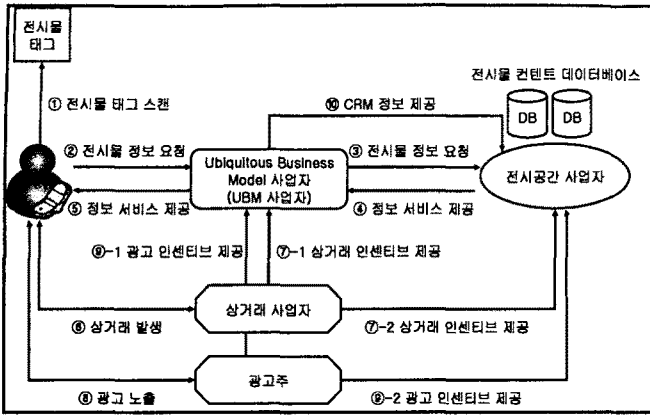 전시물
태그
전시물 컨텐트 데이터베이스
① 전시물 태그 스캔
⑩ CRM 정보 제공
DB
DB
② 전시물 정보 요청
Ubiquitous Business
Model 사업자
(UBM 사업자)
③ 전시물 정보 요청
전시공간 사업자
⑤ 정보 서비스 제공
④ 정보 서비스 제공
⑨-1 광고 인센티브 제공
⑦-1 상거래 인센티브 제공
상거래 사업자
⑥ 상거래 발생
⑦-2 상거래 인센티브 제공
광고주
⑧ 광고 노출
⑨-2 광고 인센티브 제공